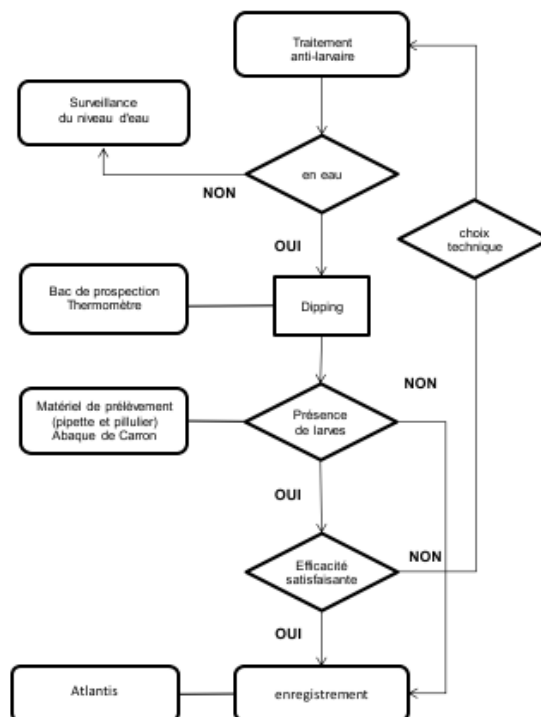 Traitement
anti-larvaire
Surveillance
du niveau d'eau
en eau
NON
OUI
choix
technique
Bac de prospection
Thermomètre
Dipping
NON
Matériel de prélèvement
(pipette et pillulier)
Abaque de Carron
Présence
de larves
OUI
Efficacité
satisfaisante
NON
OUI
Atlantis
enregistrement